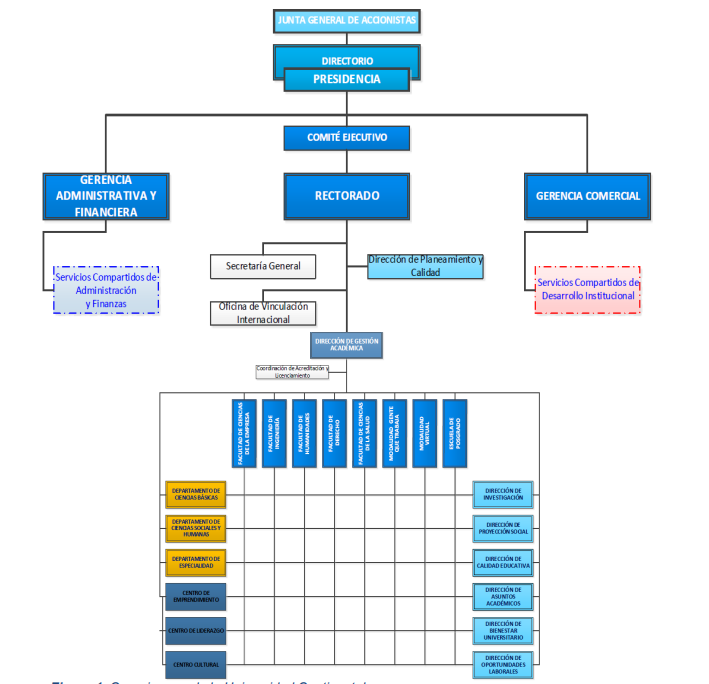 JUNTA GENERAL DE ACCIONISTAS
DIRECTORIO
PRESIDENCIA
COMITÉ EJECUTIVO
GERENCIA
ADMINISTRATIVA Y
FINANCIERA
RECTORADO
GERENCIA COMERCIAL
Servicios Compartidos de
Administración
y Finanzas
Secretaría General
Dirección de Planeamiento y
Calidad
Servicios Compartidos de
Desarrollo Institucional
Oficina de Vinculación
Internacional
DIRECCIÓN DE GESTIÓN
ACADÉMICA
Coordinación de Acreditación y
Licenciamiento
FACULTAD DE CIENCIAS
DE LA EMPRESA
FACULTAD DE
INGENIERÍA
FACULTAD DE
HUMANIDADES
FACULTAD DE
DERECHO
FACULTAD DE CIENCIAS
DE LA SALUD
MODALIDAD GENTE
QUE TRABAJA
MODALIDAD
VIRTUAL
ESCUELA DE
POSGRADO
DEPARTAMENTO DE
CIENCIAS BÁSICAS
DIRECCIÓN DE
INVESTIGACIÓN
DEPARTAMENTO DE
CIENCIAS SOCIALES Y
HUMANAS
DIRECCIÓN DE
PROYECCIÓN SOCIAL
DEPARTAMENTO DE
ESPECIALIDAD
DIRECCIÓN DE
CALIDAD EDUCATIVA
CENTRO DE
EMPRENDIMIENTO
DIRECCIÓN DE
ASUNTOS
ACADÉMICOS
CENTRO DE LIDERAZGO
DIRECCIÓN DE
BIENESTAR
UNIVERSITARIO
CENTRO CULTURAL
DIRECCIÓN DE
OPORTUNIDADES
LABORALES